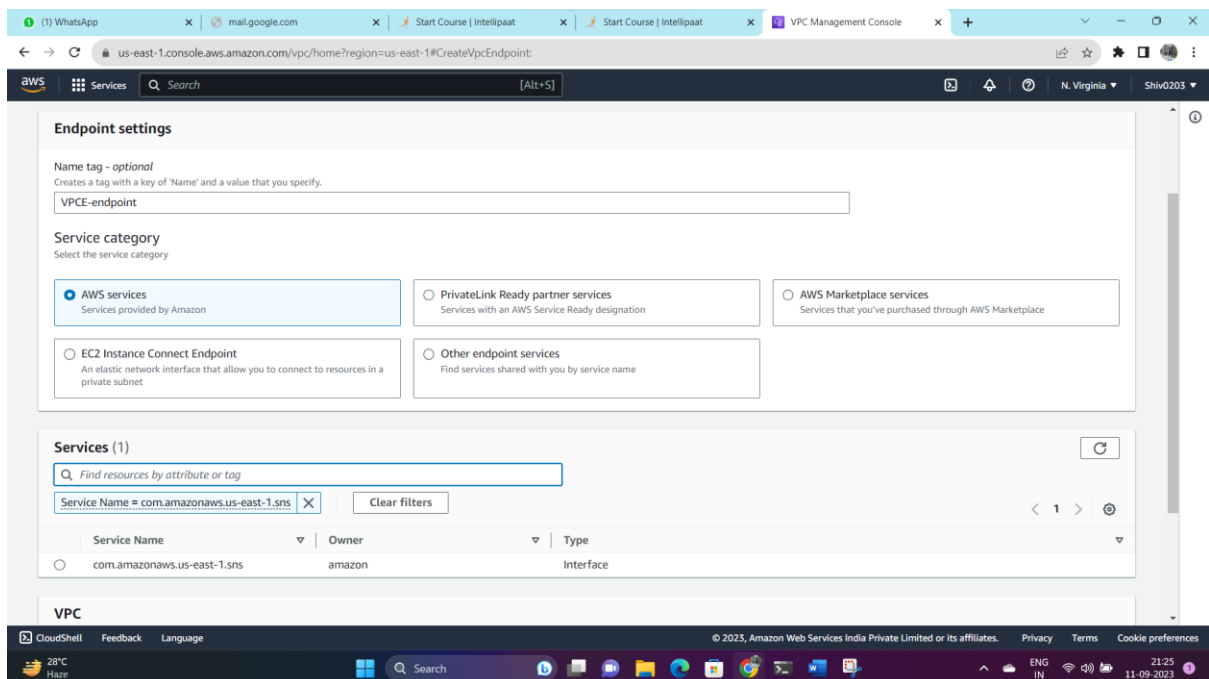 (1) WhatsApp
mail.google.com
Start Course | Intellipaat
Start Course | Intellipaat
VPC Management Console
us-east-1.console.aws.amazon.com/vpc/home?region=us-east-1#CreateVpcEndpoint:
aws
Services
Search
[Alt+S]
N. Virginia
Shiv0203
Endpoint settings
Name tag - optional
Creates a tag with a key of 'Name' and a value that you specify.
VPCE-endpoint
Service category
Select the service category
AWS services
Services provided by Amazon
PrivateLink Ready partner services
Services with an AWS Service Ready designation
AWS Marketplace services
Services that you've purchased through AWS Marketplace
EC2 Instance Connect Endpoint
An elastic network interface that allow you to connect to resources in a
private subnet
Other endpoint services
Find services shared with you by service name
Services (1)
Find resources by attribute or tag
Service Name = com.amazonaws.us-east-1.sns
Clear filters
1
Service Name
Owner
Type
com.amazonaws.us-east-1.sns
amazon
Interface
VPC
CloudShell
Feedback
Language
© 2023, Amazon Web Services India Private Limited or its affiliates.
Privacy
Terms
Cookie preferences
28°C
Haze
Search
ENG
IN
21:25
11-09-2023
1